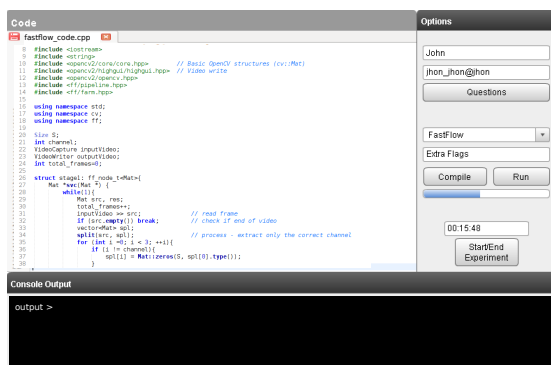 Code
fastflow_code.cpp
8 #include <iostream>
9 #include <string>
10 #include <opencv2/core/core.hpp> // Basic OpenCV structures (cv::Mat)
11 #include <opencv2/highgui/highgui.hpp> // Video write
12 #include <opencv2/opencv.hpp>
13 #include <ff/pipeline.hpp>
14 #include <ff/farm.hpp>
15
16 using namespace std;
17 using namespace cv;
18 using namespace ff;
19
20 Size S;
21 int channel;
22 VideoCapture inputVideo;
23 VideoWriter outputVideo;
24 int total_frames=0;
25
26 struct stage1: ff_node_t<Mat>{
27 Mat *svc(Mat *) {
28 while(1){
29 Mat src, res;
30 total_frames++;
31 inputVideo >> src; // read frame
32 if (src.empty()) break; // check if end of video
33 vector<Mat> spl;
34 split(src, spl); // process - extract only the correct channel
35 for (int i =0; i < 3; ++i){
36 if (i != channel){
37 spl[i] = Mat::zeros(S, spl[0].type());
38 }
Options
John
jhon_jhon@jhon
Questions
FastFlow
Extra Flags
Compile Run
00:15:48
Start/End
Experiment
Console Output
output >